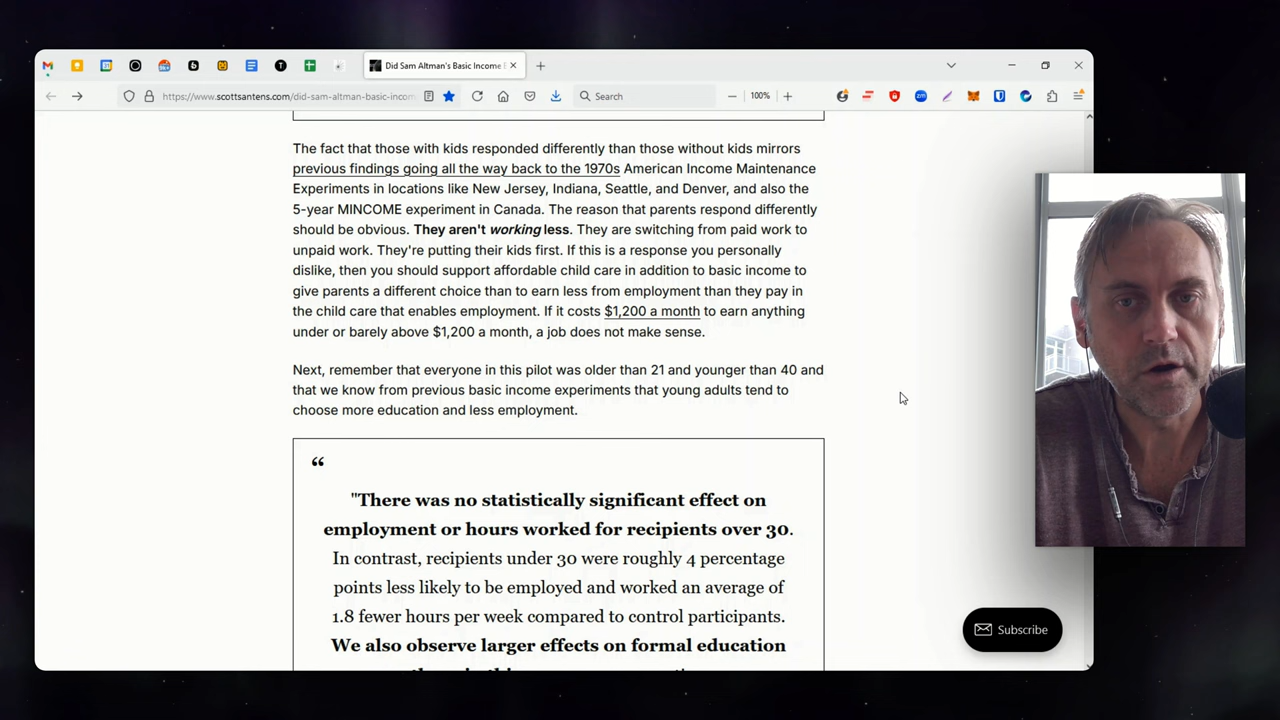 Did Sam Altman's Basic Income E
https://www.scottsantens.com/did-sam-altman-basic-incom
Search
100%
The fact that those with kids responded differently than those without kids mirrors
previous findings going all the way back to the 1970s American Income Maintenance
Experiments in locations like New Jersey, Indiana, Seattle, and Denver, and also the
5-year MINCOME experiment in Canada. The reason that parents respond differently
should be obvious. They aren't working less. They are switching from paid work to
unpaid work. They're putting their kids first. If this is a response you personally
dislike, then you should support affordable child care in addition to basic income to
give parents a different choice than to earn less from employment than they pay in
the child care that enables employment. If it costs $1,200 a month to earn anything
under or barely above $1,200 a month, a job does not make sense.
Next, remember that everyone in this pilot was older than 21 and younger than 40 and
that we know from previous basic income experiments that young adults tend to
choose more education and less employment.
“
"There was no statistically significant effect on
employment or hours worked for recipients over 30.
In contrast, recipients under 30 were roughly 4 percentage
points less likely to be employed and worked an average of
1.8 fewer hours per week compared to control participants.
We also observe larger effects on formal education
Subscribe